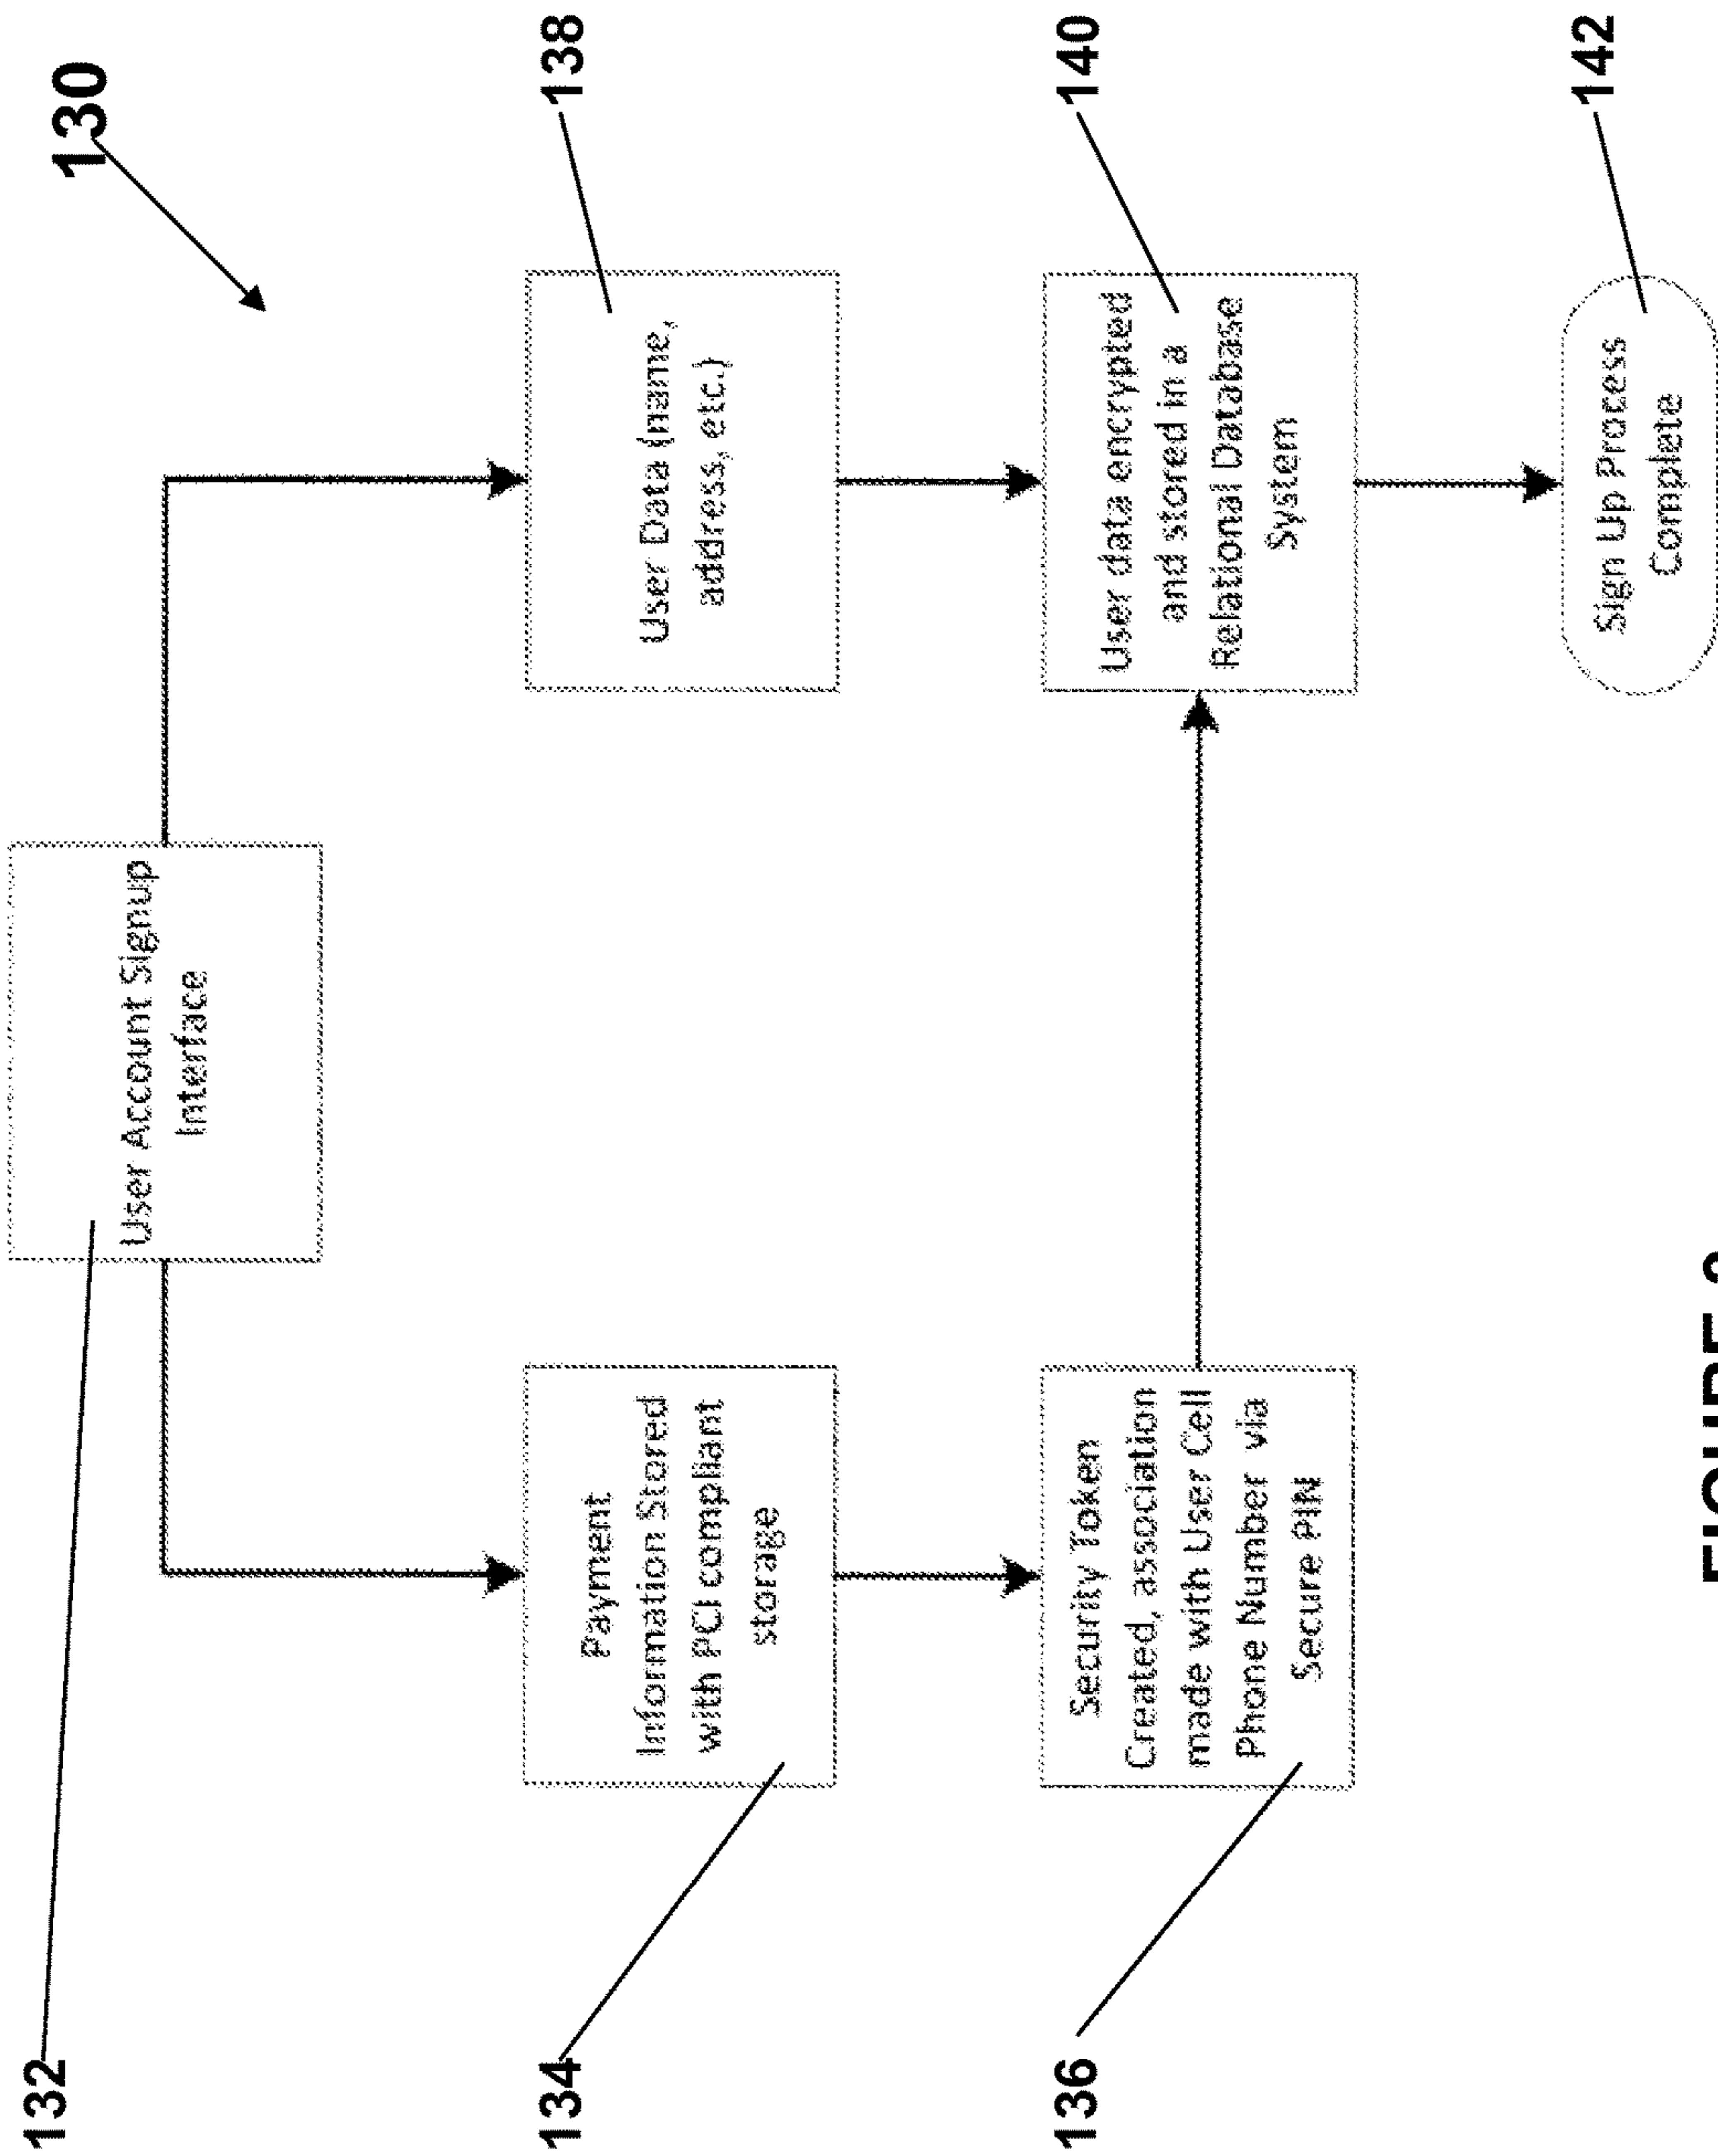 132
130
User Account Signup
Interface
134
138
Payment
Information Stored
with PCI compliant
storage
User Data (name,
address, etc.)
136
140
Security Token
Created, association
made with User Cell
Phone Number via
Secure PIN
User data encrypted
and stored in a
Relational Database
System
142
Sign Up Process
Complete
FIGURE